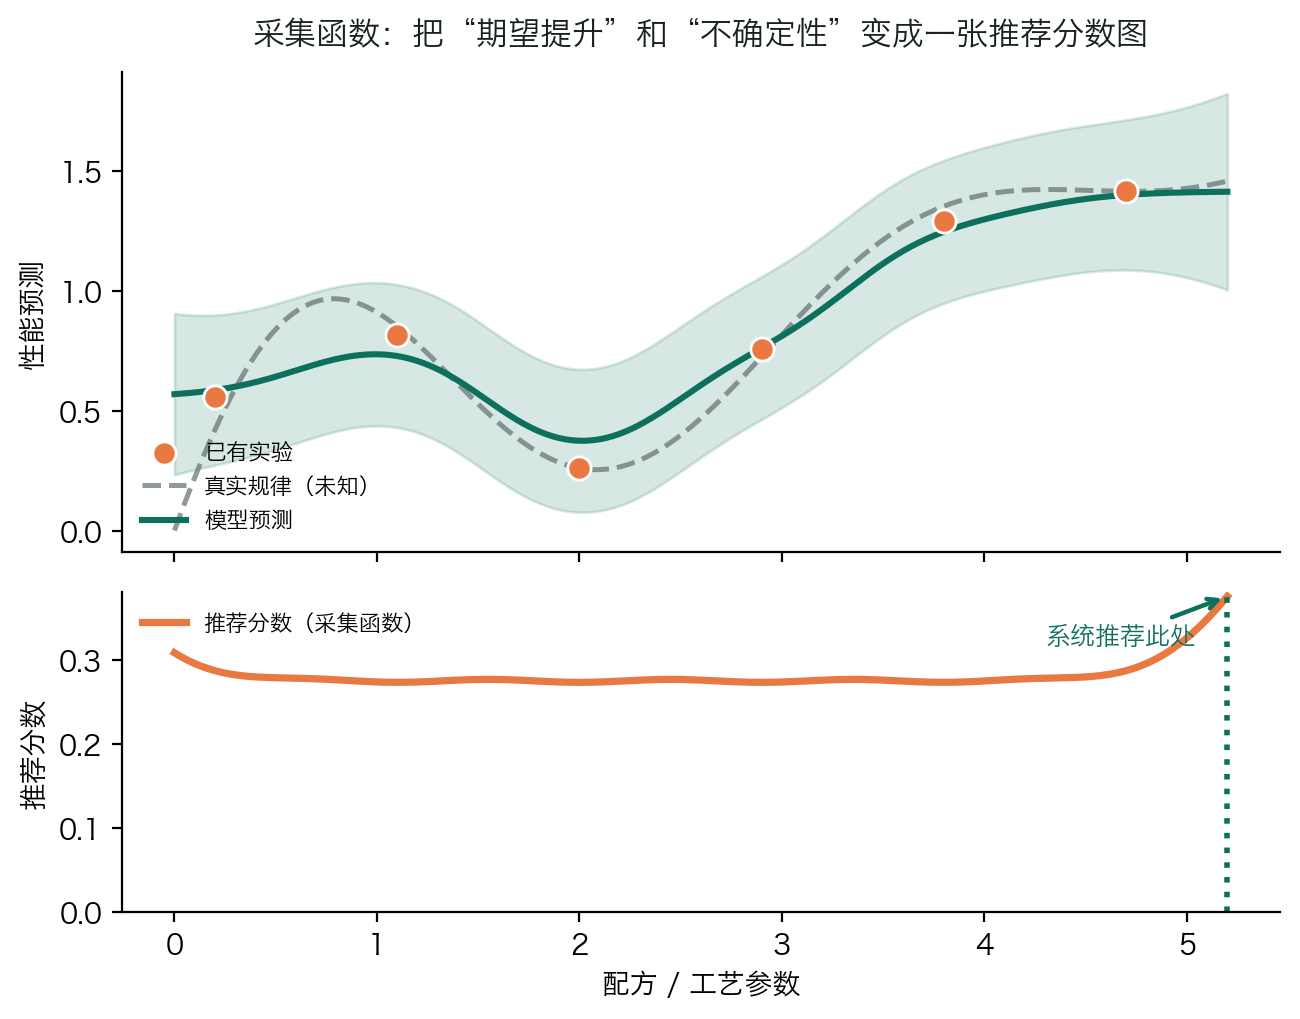 采集函数：把“期望提升”和“不确定性”变成一张推荐分数图
性能预测
1.5
1.0
0.5
0.0
已有实验
真实规律（未知）
模型预测
推荐分数
推荐分数（采集函数）
系统推荐此处
0.3
0.2
0.1
0.0
0
1
2
3
4
5
配方 / 工艺参数